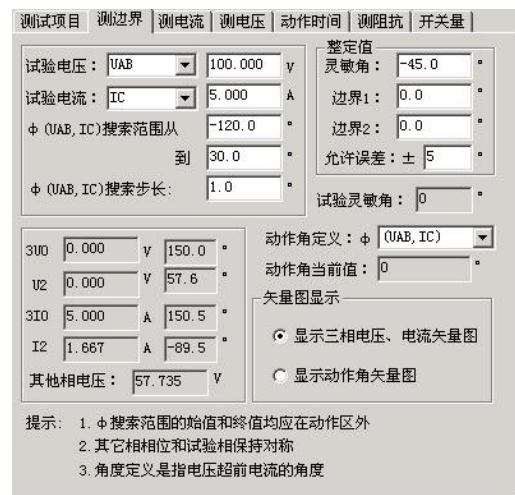 测试项目 测边界 测电流 测电压 动作时间 测阻抗 开关量
试验电压： UAB 100.000 V
试验电流： IC 5.000 A
φ(UAB,IC)搜索范围从 -120.0 °
到 30.0 °
φ(UAB,IC)搜索步长: 1.0 °
整定值
灵敏角： -45.0 °
边界1： 0.0 °
边界2： 0.0 °
允许误差：± 5 °
试验灵敏角： 0 °
3U0 0.000 V 150.0 °
U2 0.000 V 57.6 °
3I0 5.000 A 150.5 °
I2 1.667 A -89.5 °
其他相电压： 57.735 V
动作角定义：φ (UAB,IC)
动作角当前值： 0 °
矢量图显示
显示三相电压、电流矢量图
显示动作角矢量图
提示: 1.φ搜索范围的始值和终值均应在动作区外
2.其它相相位和试验相保持对称
3.角度定义是指电压超前电流的角度